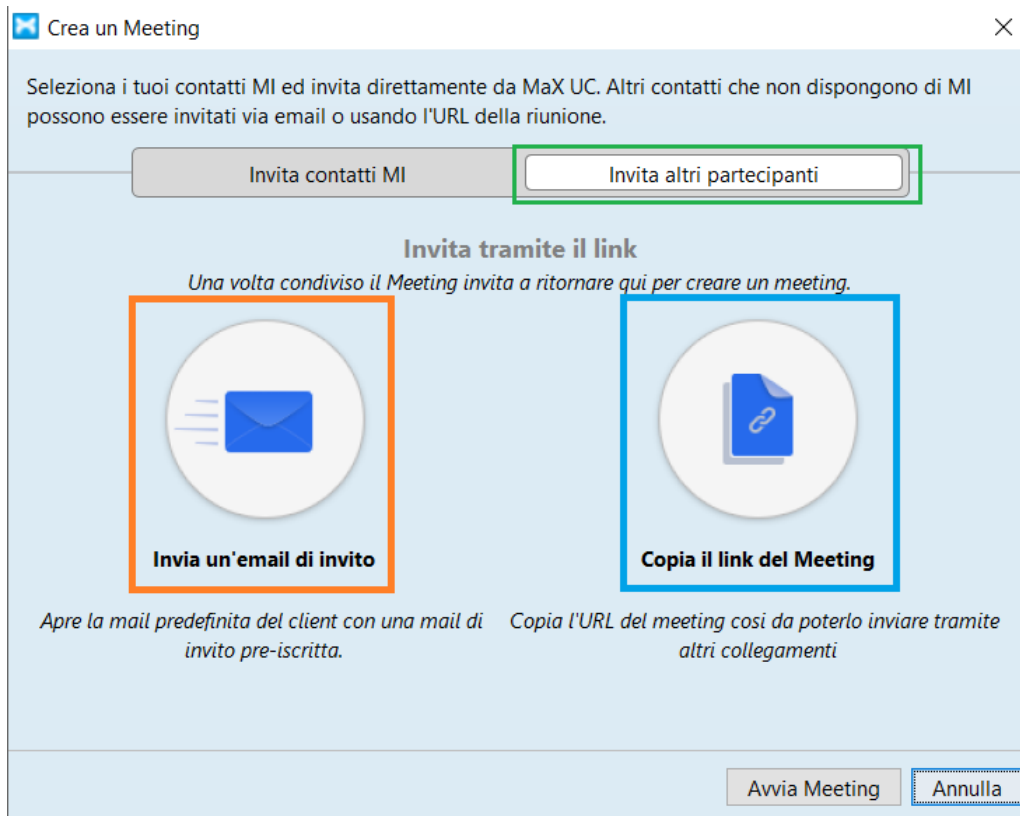 Crea un Meeting
Seleziona i tuoi contatti MI ed invita direttamente da MaX UC. Altri contatti che non dispongono di MI
possono essere invitati via email o usando l'URL della riunione.
Invita contatti MI
Invita altri partecipanti
Invita tramite il link
Una volta condiviso il Meeting invita a ritornare qui per creare un meeting.
Invia un'email di invito
Copia il link del Meeting
Apre la mail predefinita del client con una mail di
invito pre-iscritta.
Copia l'URL del meeting cosi da poterlo inviare tramite
altri collegamenti
Avvia Meeting
Annulla